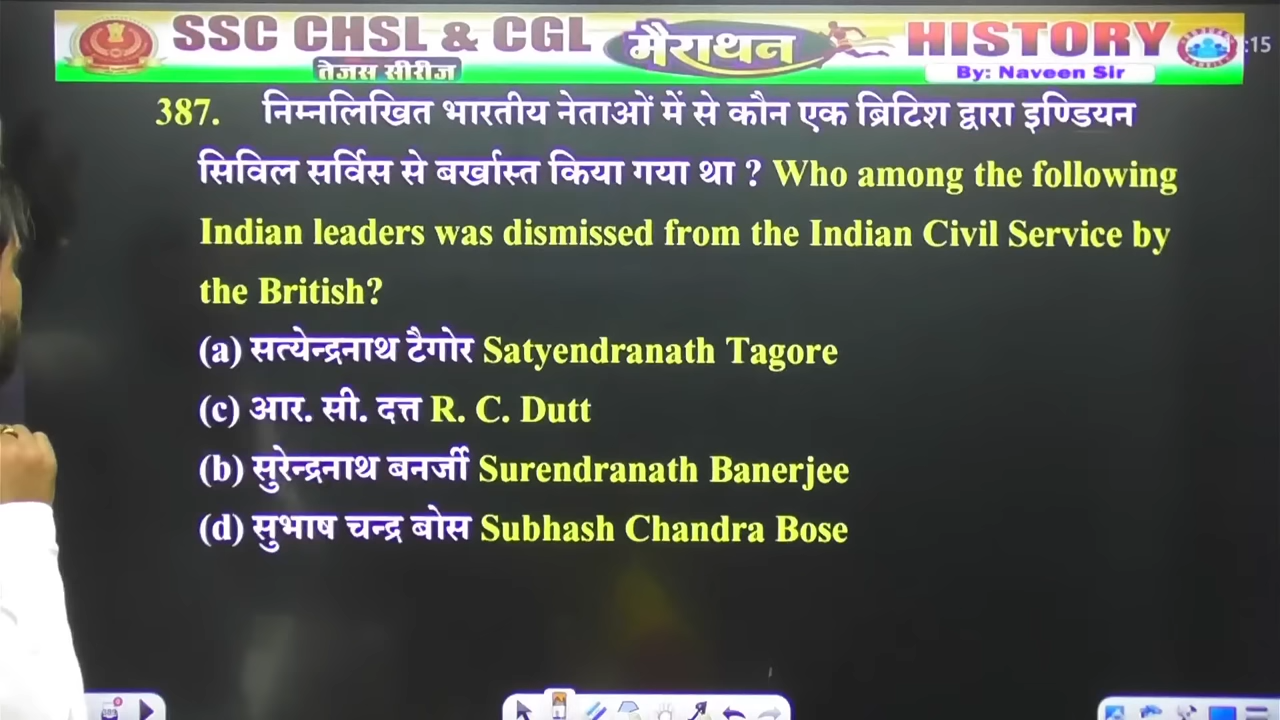 SSC CHSL & CGL मैराथन HISTORY :15
तेजस सीरीज By: Naveen Sir
387. निम्नलिखित भारतीय नेताओं में से कौन एक ब्रिटिश द्वारा इण्डियन
सिविल सर्विस से बर्खास्त किया गया था ? Who among the following
Indian leaders was dismissed from the Indian Civil Service by
the British?
(a) सत्येन्द्रनाथ टैगोर Satyendranath Tagore
(c) आर. सी. दत्त R. C. Dutt
(b) सुरेन्द्रनाथ बनर्जी Surendranath Banerjee
(d) सुभाष चन्द्र बोस Subhash Chandra Bose